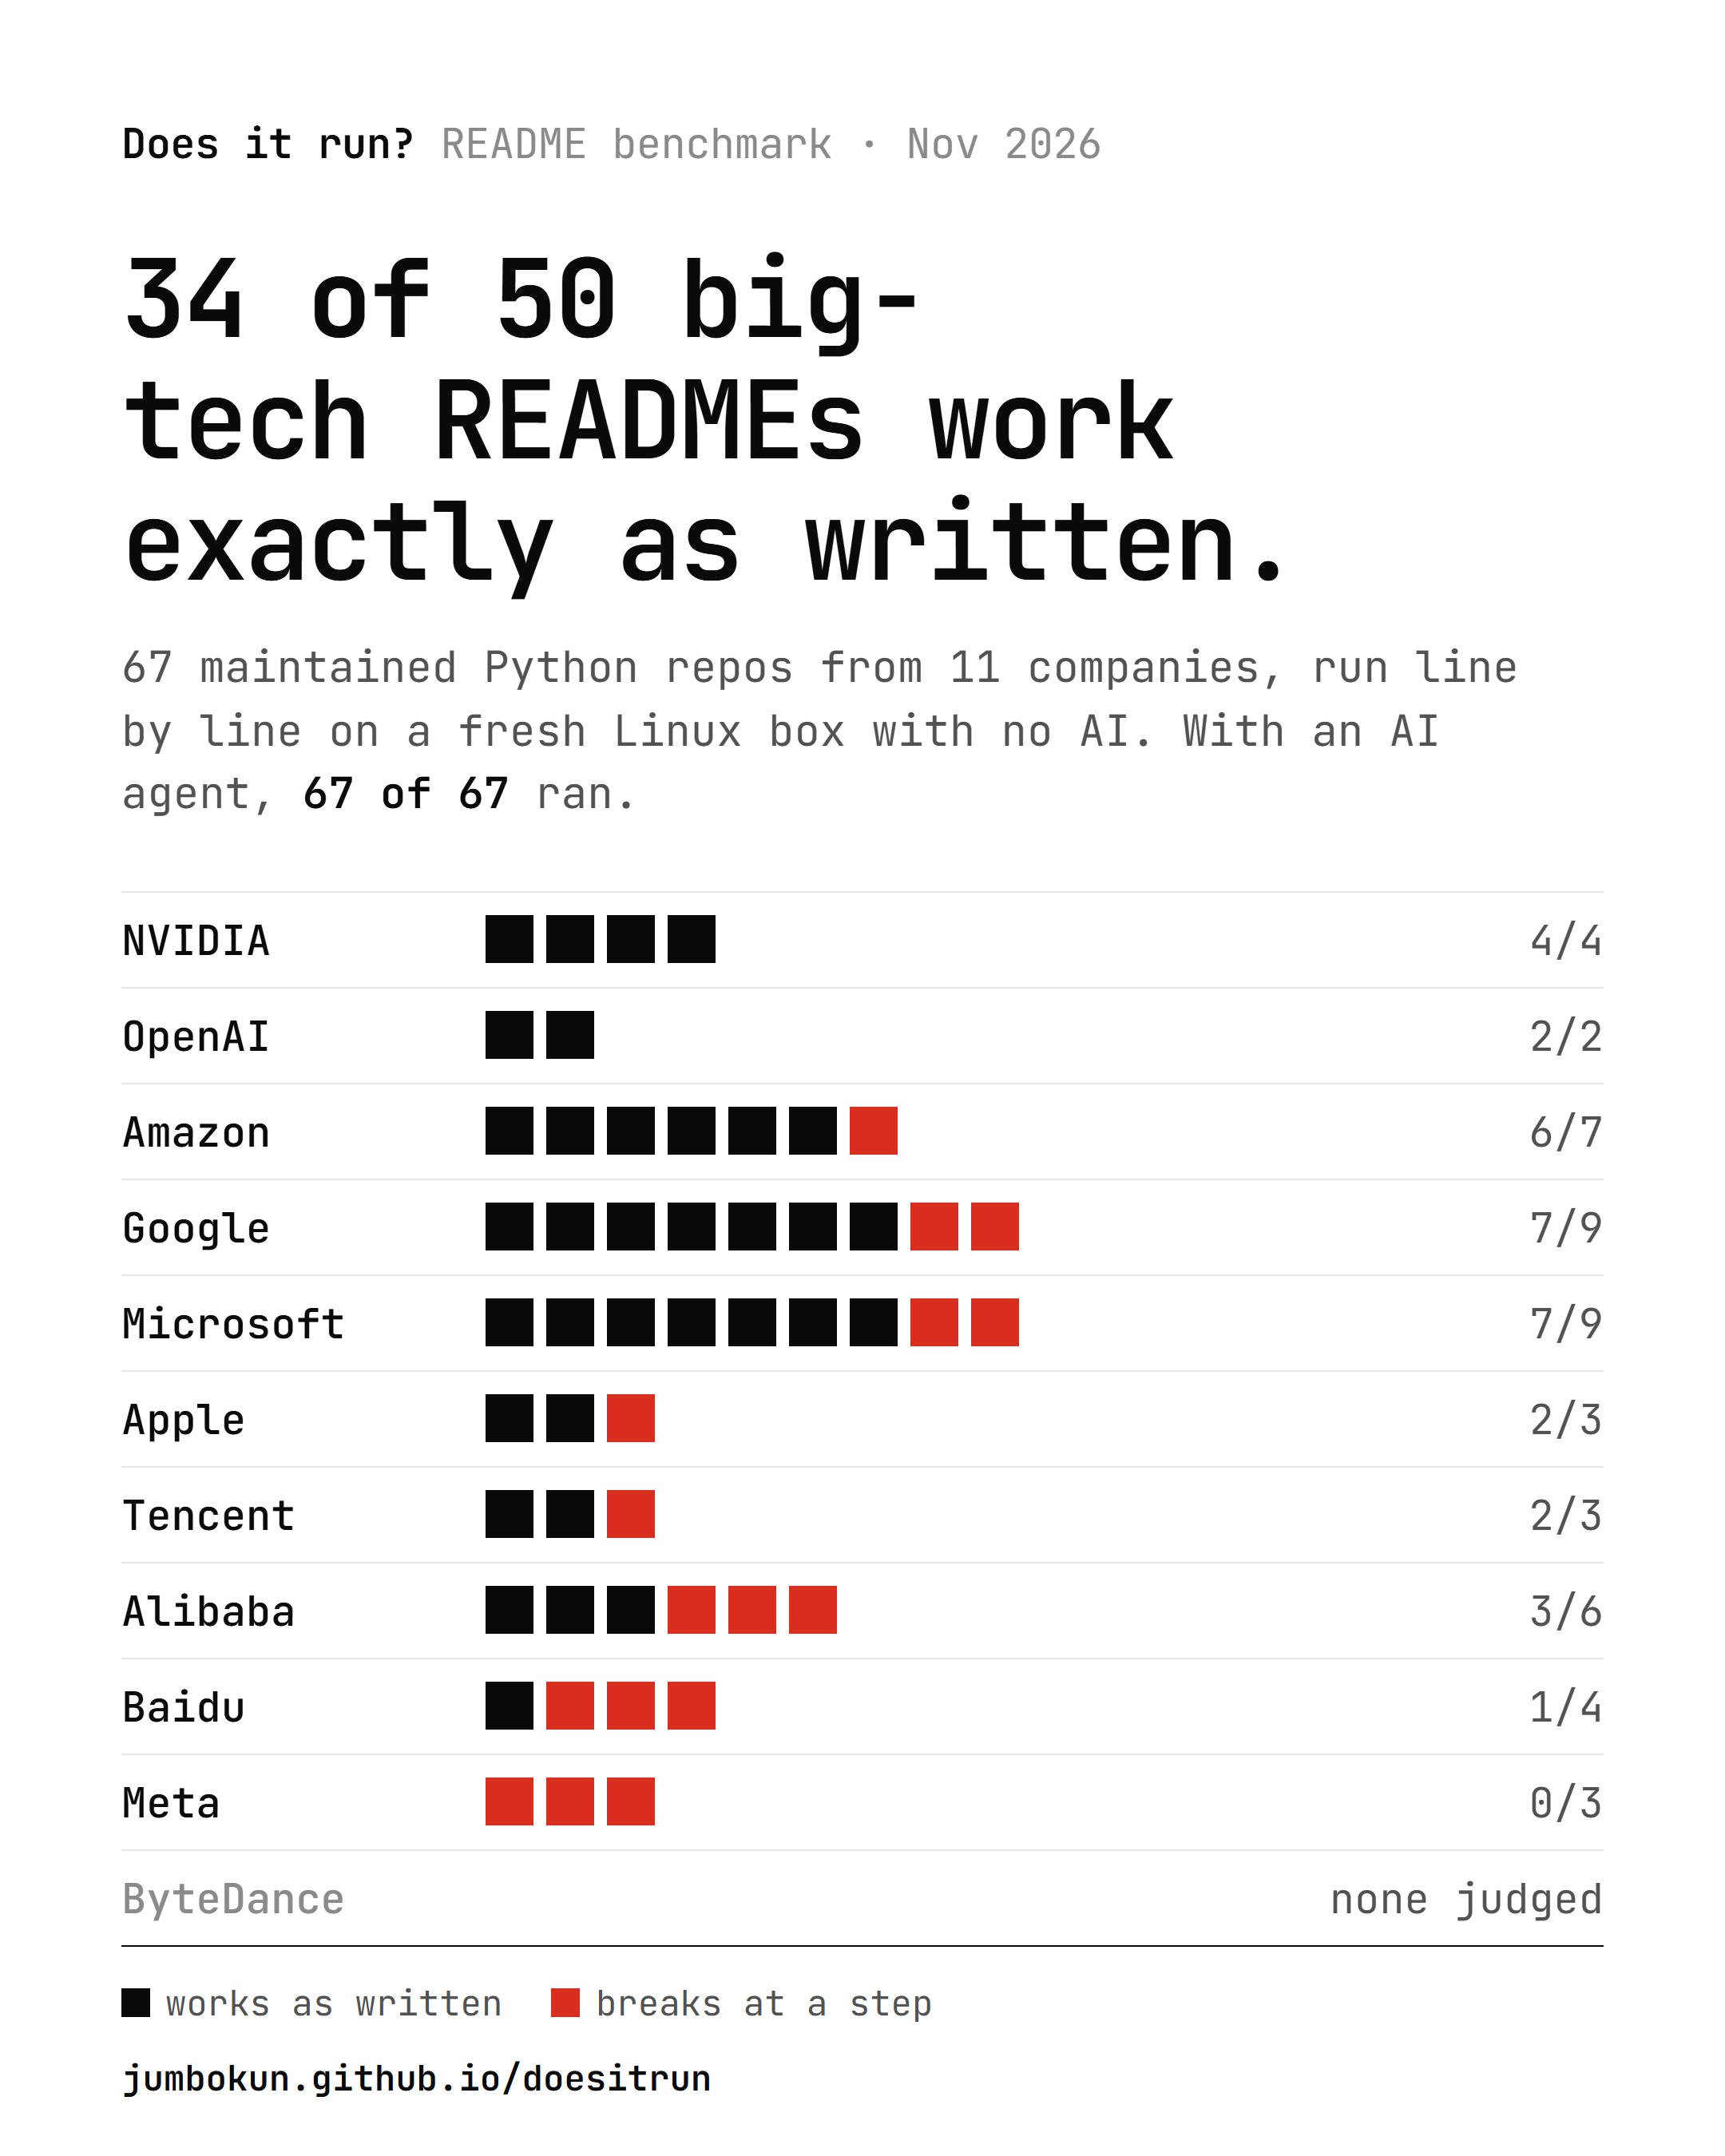 Does it run? README benchmark · Nov 2026
34 of 50 big-
tech READMEs work
exactly as written.
67 maintained Python repos from 11 companies, run line
by line on a fresh Linux box with no AI. With an AI
agent, 67 of 67 ran.
NVIDIA 4/4
OpenAI 2/2
Amazon 6/7
Google 7/9
Microsoft 7/9
Apple 2/3
Tencent 2/3
Alibaba 3/6
Baidu 1/4
Meta 0/3
ByteDance none judged
works as written breaks at a step
jumbokun.github.io/doesitrun